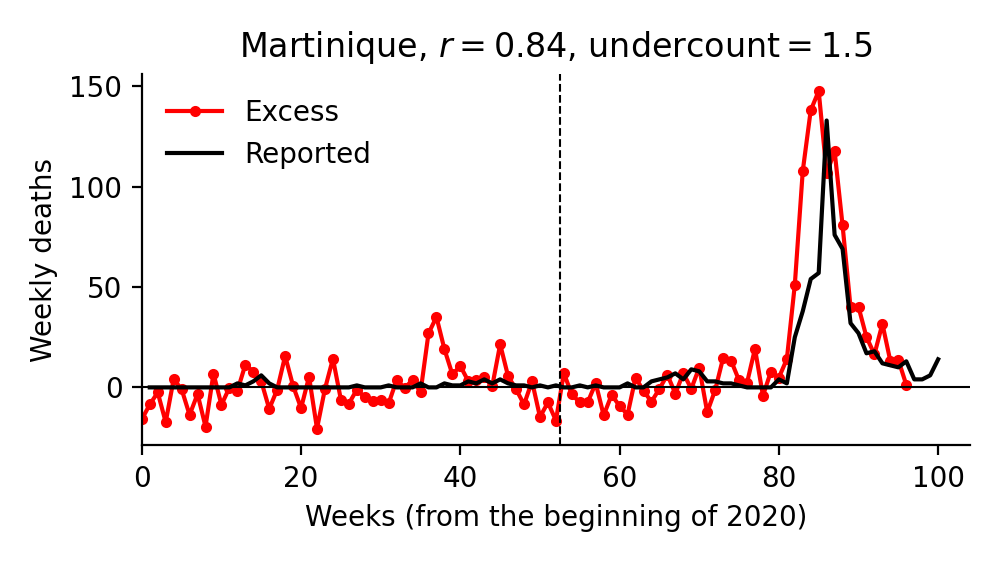 Martinique, r = 0.84, undercount = 1.5
150
100
50
0
Weekly deaths
Excess
Reported
0 20 40 60 80 100
Weeks (from the beginning of 2020)